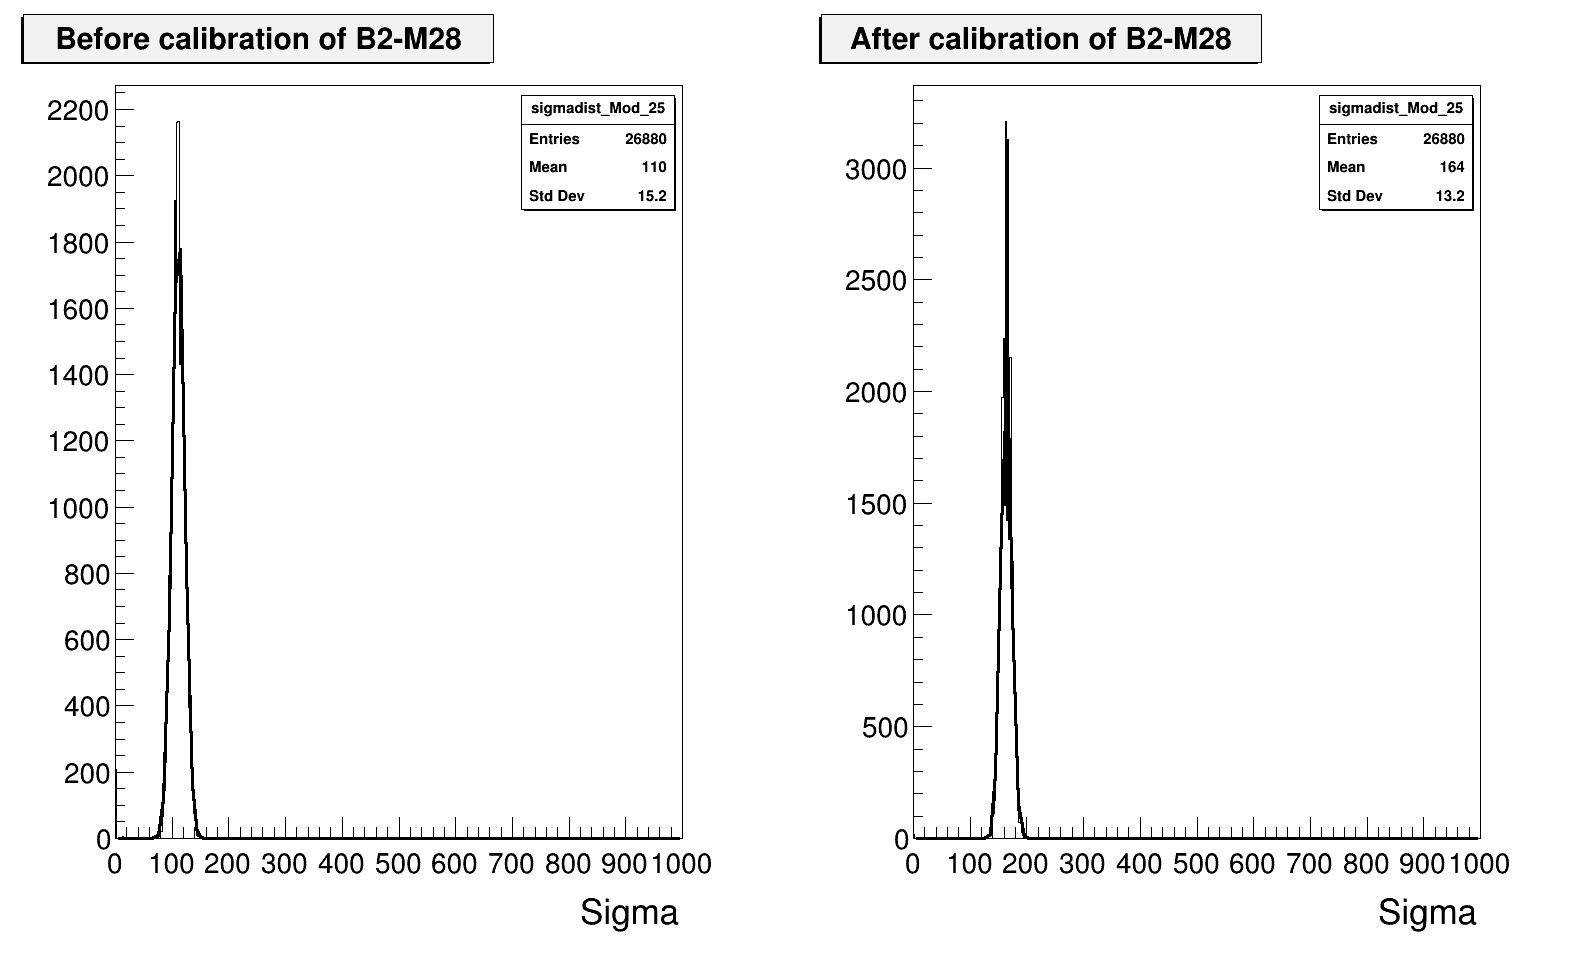 Before calibration of B2-M28
sigmadist_Mod_25
Entries 26880
Mean 110
Std Dev 15.2
2200
2000
1800
1600
1400
1200
1000
800
600
400
200
0
0 100 200 300 400 500 600 700 800 900 1000
Sigma
After calibration of B2-M28
sigmadist_Mod_25
Entries 26880
Mean 164
Std Dev 13.2
3000
2500
2000
1500
1000
500
0
0 100 200 300 400 500 600 700 800 900 1000
Sigma